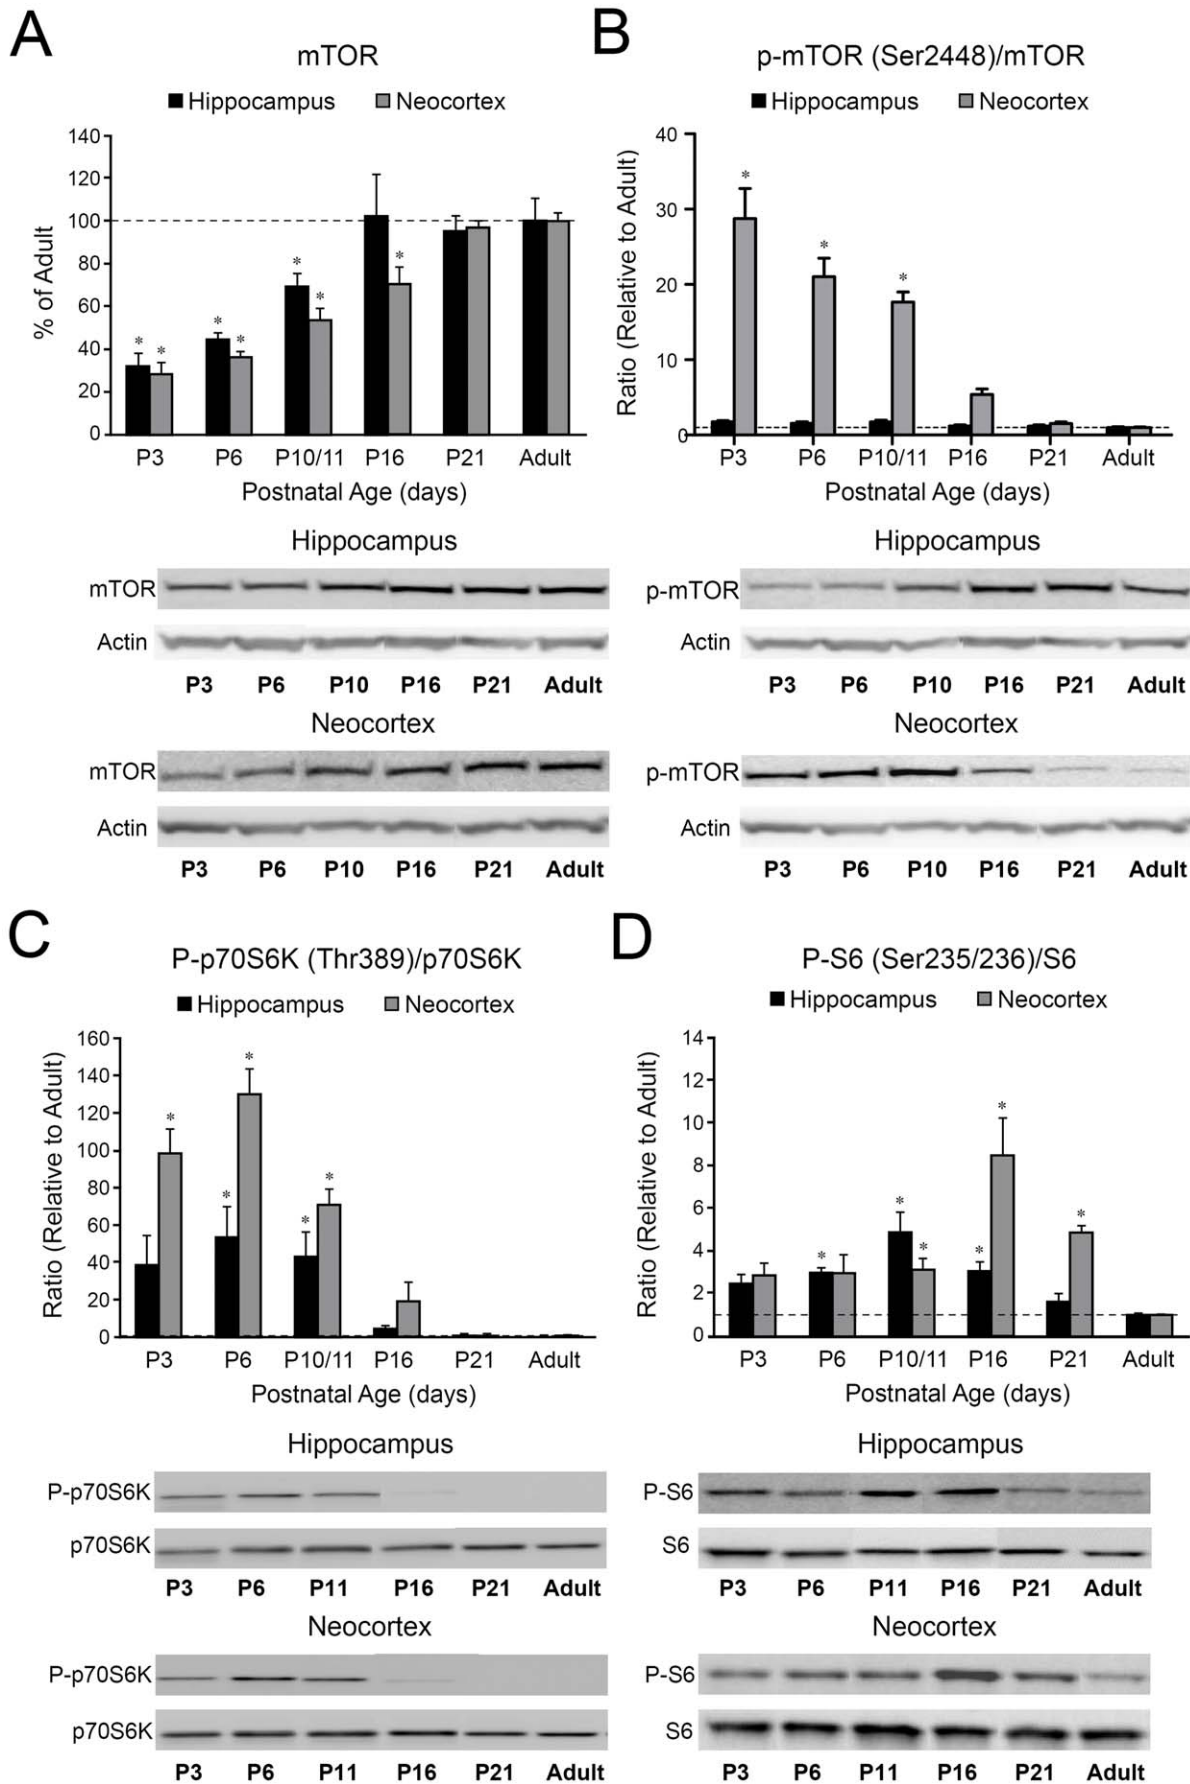 A
mTOR
Hippocampus Neocortex
% of Adult
140
120
100
80
60
40
20
0
* * * * * * *
P3 P6 P10/11 P16 P21 Adult
Postnatal Age (days)
Hippocampus
mTOR
Actin
P3 P6 P10 P16 P21 Adult
Neocortex
mTOR
Actin
P3 P6 P10 P16 P21 Adult
B
p-mTOR (Ser2448)/mTOR
Hippocampus Neocortex
Ratio (Relative to Adult)
40
30
20
10
0
* * *
P3 P6 P10/11 P16 P21 Adult
Postnatal Age (days)
Hippocampus
p-mTOR
Actin
P3 P6 P10 P16 P21 Adult
Neocortex
p-mTOR
Actin
P3 P6 P10 P16 P21 Adult
C
P-p70S6K (Thr389)/p70S6K
Hippocampus Neocortex
Ratio (Relative to Adult)
160
140
120
100
80
60
40
20
0
* * * * *
P3 P6 P10/11 P16 P21 Adult
Postnatal Age (days)
Hippocampus
P-p70S6K
p70S6K
P3 P6 P11 P16 P21 Adult
Neocortex
P-p70S6K
p70S6K
P3 P6 P11 P16 P21 Adult
D
P-S6 (Ser235/236)/S6
Hippocampus Neocortex
Ratio (Relative to Adult)
14
12
10
8
6
4
2
0
* * * * * *
P3 P6 P10/11 P16 P21 Adult
Postnatal Age (days)
Hippocampus
P-S6
S6
P3 P6 P11 P16 P21 Adult
Neocortex
P-S6
S6
P3 P6 P11 P16 P21 Adult